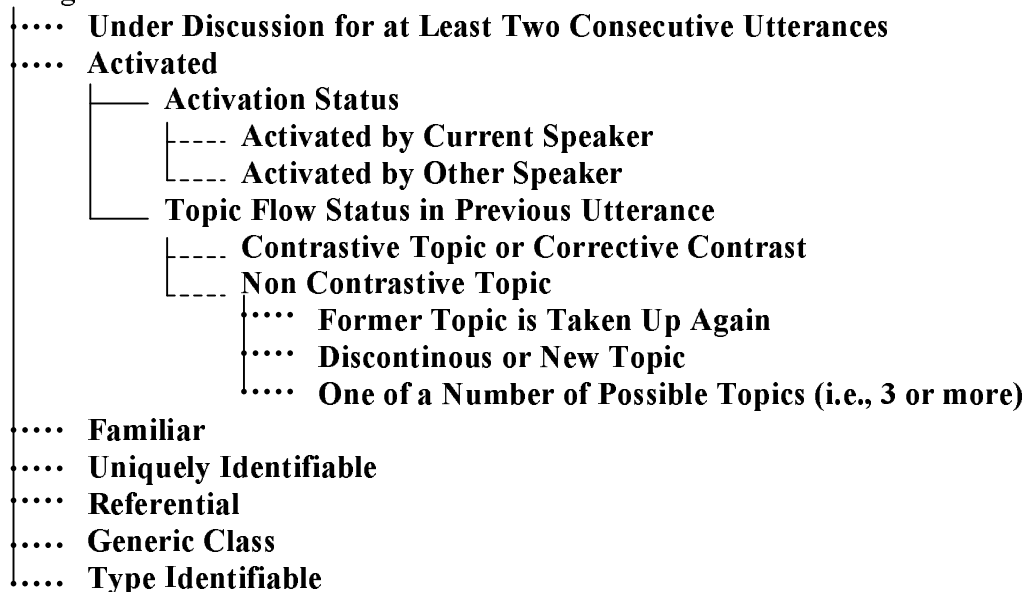 Under Discussion for at Least Two Consecutive Utterances
Activated
Activation Status
Activated by Current Speaker
Activated by Other Speaker
Topic Flow Status in Previous Utterance
Contrastive Topic or Corrective Contrast
Non Contrastive Topic
Former Topic is Taken Up Again
Discontinous or New Topic
One of a Number of Possible Topics (i.e., 3 or more)
Familiar
Uniquely Identifiable
Referential
Generic Class
Type Identifiable